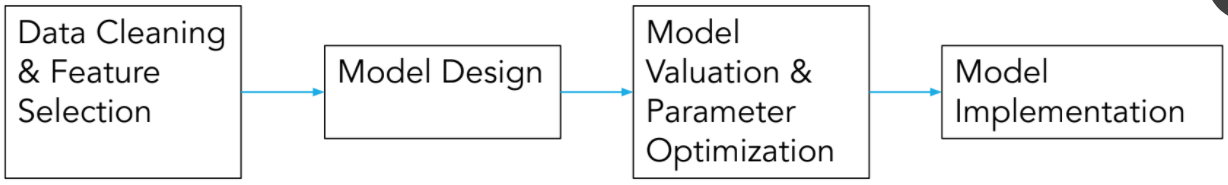 Data Cleaning
& Feature
Selection
Model Design
Model
Valuation &
Parameter
Optimization
Model
Implementation